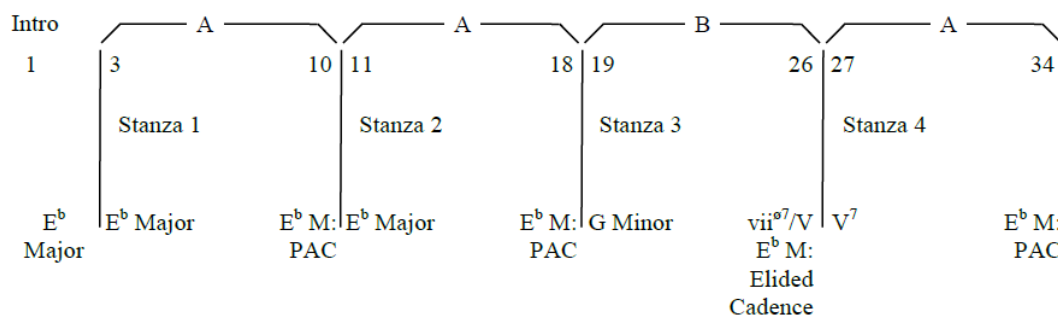 Intro A A B A
1 3 10 11 18 19 26 27 34
Stanza 1 Stanza 2 Stanza 3 Stanza 4
E♭ E♭ Major E♭ M: E♭ Major E♭ M: G Minor viiø7/V V7 E♭ M:
Major PAC PAC E♭ M: PAC
Elided
Cadence